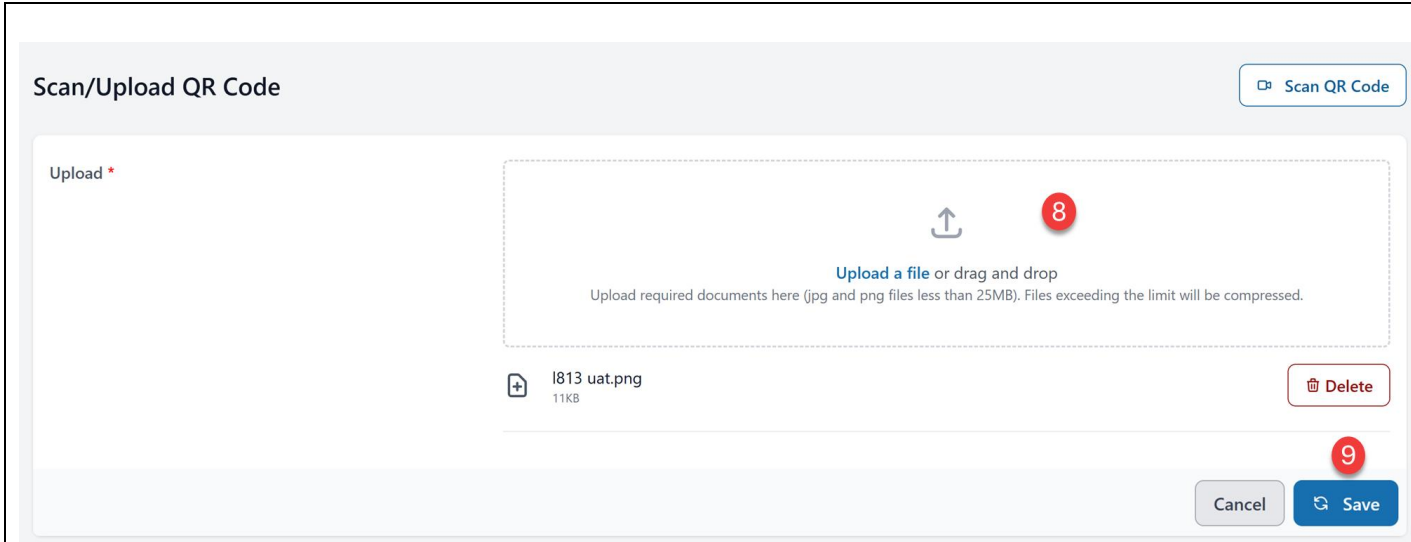 Scan/Upload QR Code
Scan QR Code
Upload *
8
Upload a file or drag and drop
Upload required documents here (jpg and png files less than 25MB). Files exceeding the limit will be compressed.
l813 uat.png
11KB
Delete
9
Cancel
Save